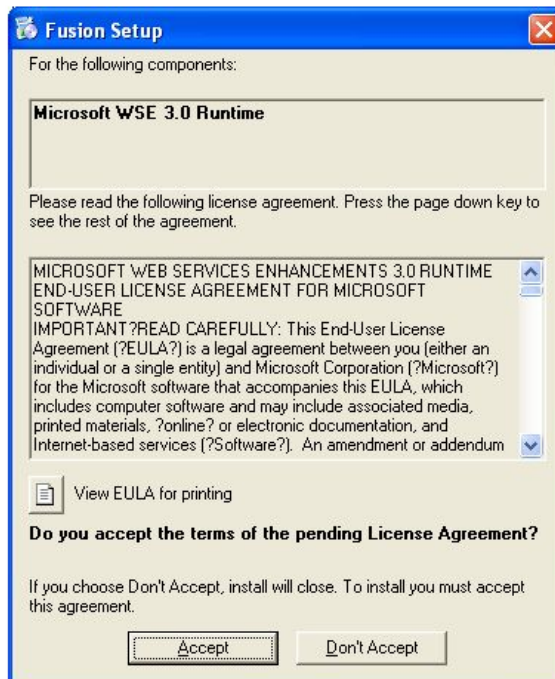 Fusion Setup
For the following components:
Microsoft WSE 3.0 Runtime
Please read the following license agreement. Press the page down key to
see the rest of the agreement.
MICROSOFT WEB SERVICES ENHANCEMENTS 3.0 RUNTIME
END-USER LICENSE AGREEMENT FOR MICROSOFT
SOFTWARE
IMPORTANT?READ CAREFULLY: This End-User License
Agreement (?EULA?) is a legal agreement between you (either an
individual or a single entity) and Microsoft Corporation (?Microsoft?)
for the Microsoft software that accompanies this EULA, which
includes computer software and may include associated media,
printed materials, ?online? or electronic documentation, and
Internet-based services (?Software?).  An amendment or addendum
View EULA for printing
Do you accept the terms of the pending License Agreement?
If you choose Don't Accept, install will close. To install you must accept
this agreement.
Accept
Don't Accept